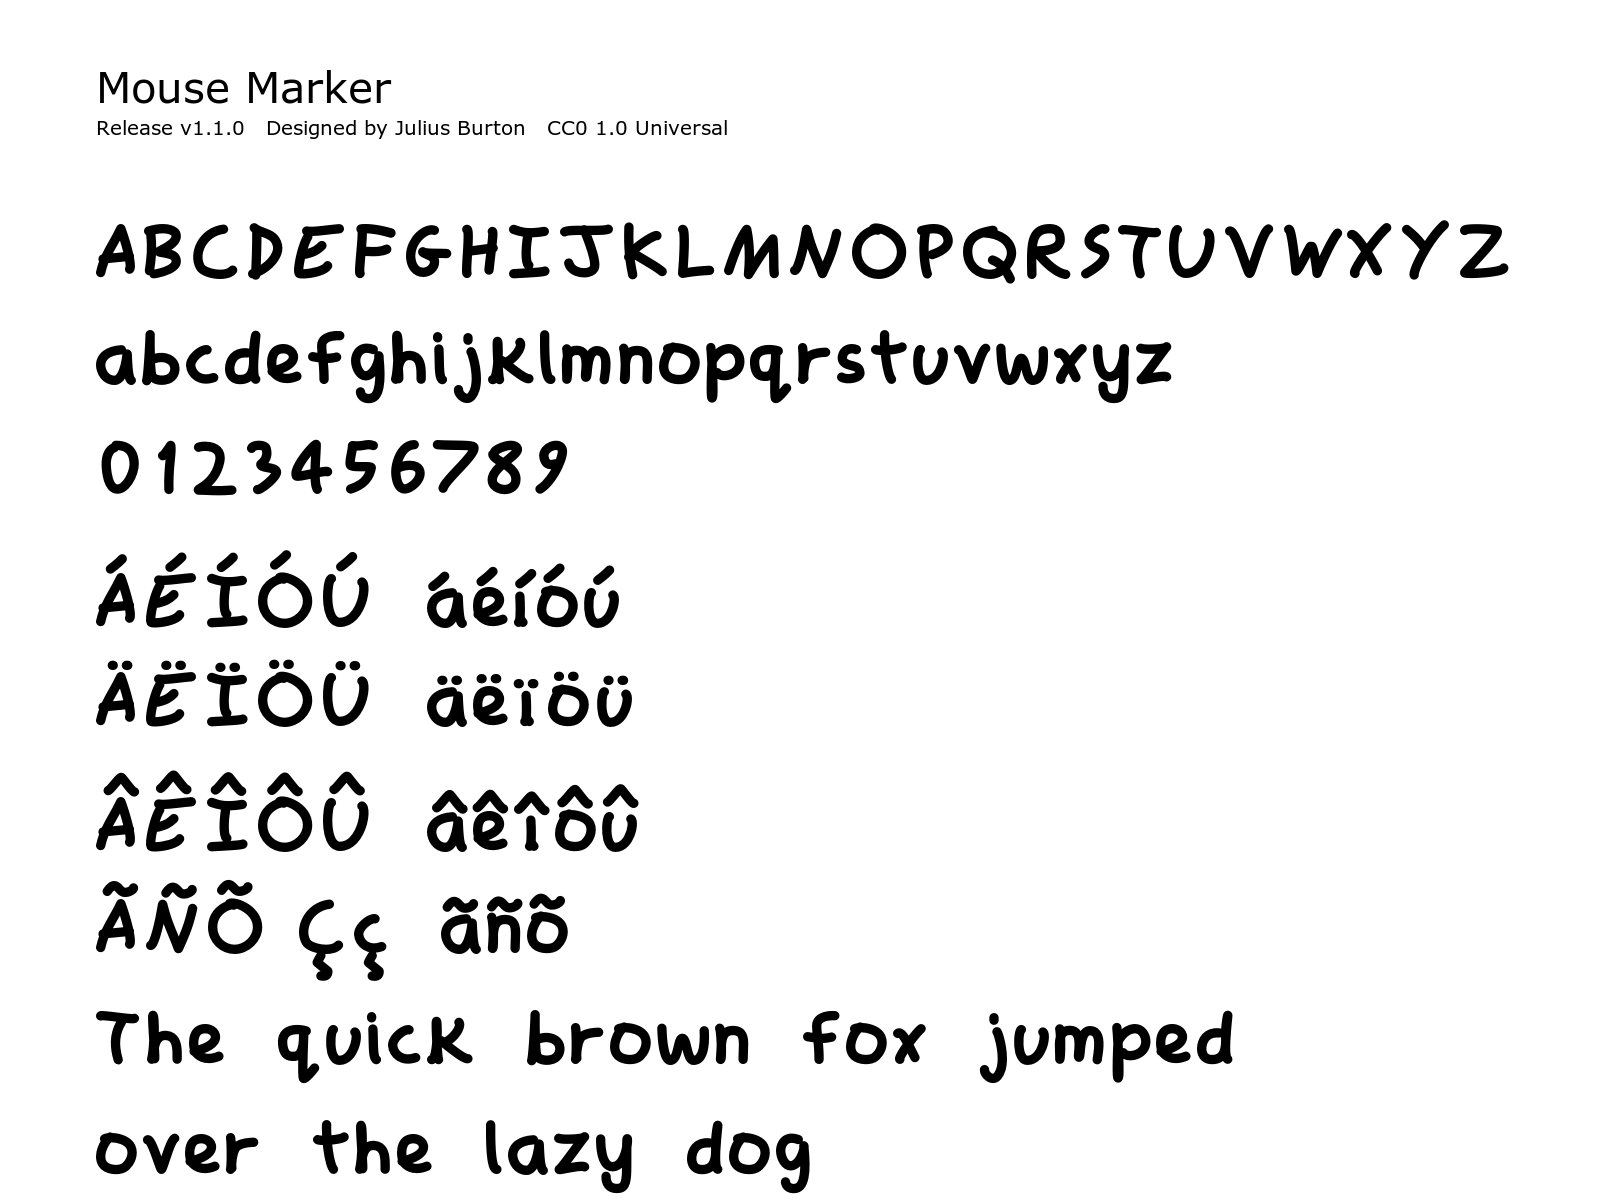 Mouse Marker
Release v1.1.0 Designed by Julius Burton CC0 1.0 Universal
ABCDEFGHIJKLMNOPQRSTUVWXYZ
abcdefghijklmnopqrstuvwxyz
0123456789
ÁÉÍÓÚ áéíóú
ÄËÏÖÜ äëïöü
ÂÊÎÔÛ âêîôû
ÃÑÕ Çç ãñõ
The quick brown fox jumped
over the lazy dog